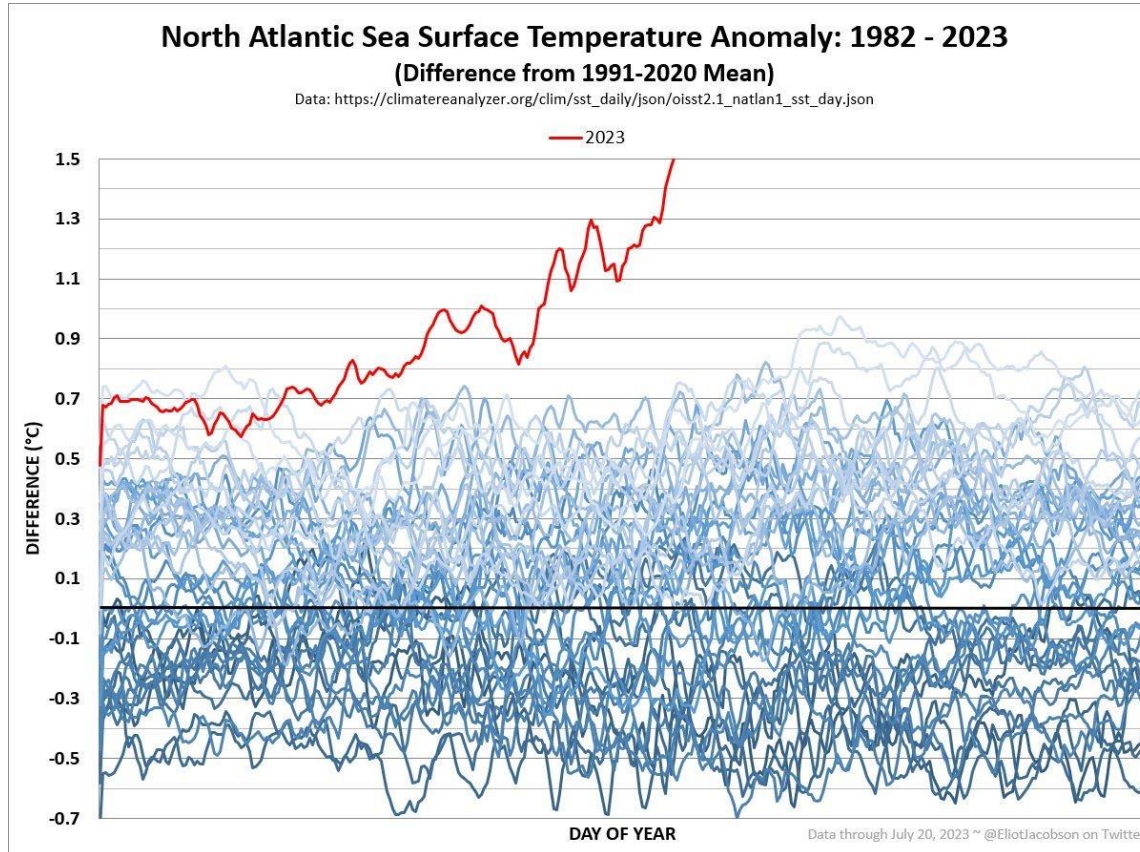 North Atlantic Sea Surface Temperature Anomaly: 1982 - 2023
(Difference from 1991-2020 Mean)
Data: https://climatereanalyzer.org/clim/sst_daily/json/oisst2.1_natlan1_sst_day.json
2023
1.5
1.3
1.1
0.9
0.7
0.5
0.3
0.1
-0.1
-0.3
-0.5
-0.7
DIFFERENCE (°C)
DAY OF YEAR
Data through July 20, 2023 ~ @EliotJacobson on Twitte